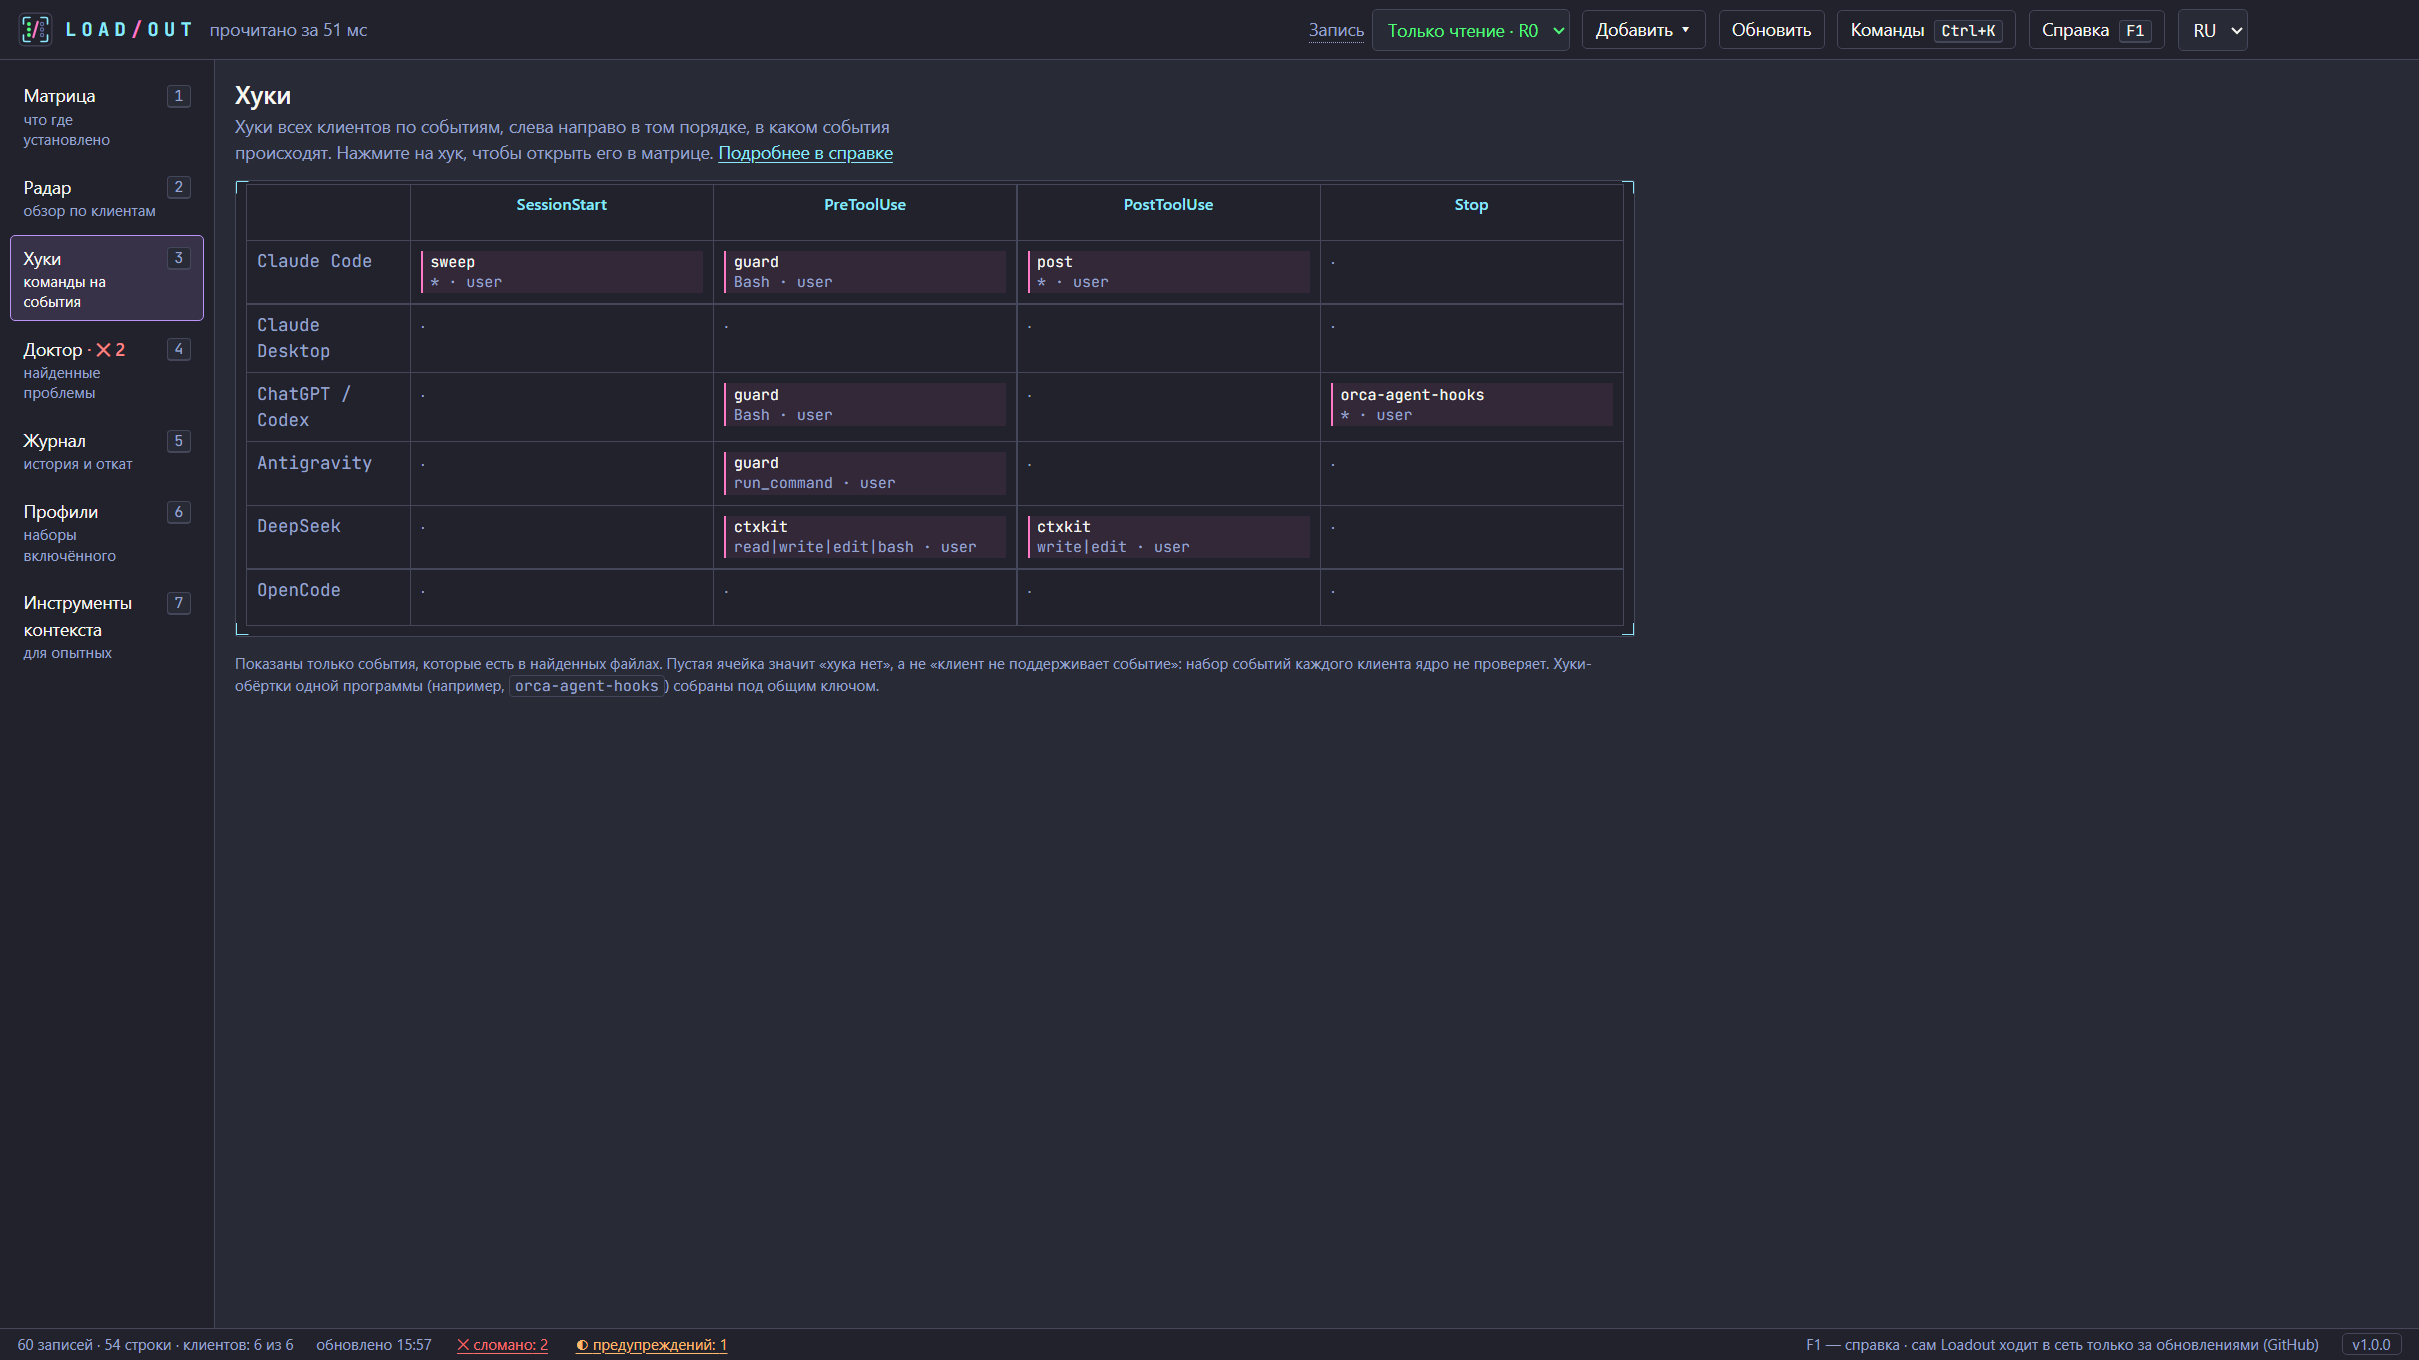 LOAD/OUT прочитано за 51 мс
Запись Только чтение · R0 Добавить ▾ Обновить Команды Ctrl+K Справка F1 RU
Матрица 1
что где
установлено
Радар 2
обзор по клиентам
Хуки 3
команды на
события
Доктор · ✕ 2 4
найденные
проблемы
Журнал 5
история и откат
Профили 6
наборы
включённого
Инструменты 7
контекста
для опытных
Хуки
Хуки всех клиентов по событиям, слева направо в том порядке, в каком события
происходят. Нажмите на хук, чтобы открыть его в матрице. Подробнее в справке
SessionStart PreToolUse PostToolUse Stop
Claude Code
sweep
* · user
guard
Bash · user
post
* · user
·
Claude
Desktop
· · · ·
ChatGPT /
Codex
·
guard
Bash · user
·
orca-agent-hooks
* · user
Antigravity
·
guard
run_command · user
· ·
DeepSeek
·
ctxkit
read|write|edit|bash · user
ctxkit
write|edit · user
·
OpenCode
· · · ·
Показаны только события, которые есть в найденных файлах. Пустая ячейка значит «хука нет», а не «клиент не поддерживает событие»: набор событий каждого клиента ядро не проверяет. Хуки-
обёртки одной программы (например, orca-agent-hooks) собраны под общим ключом.
60 записей · 54 строки · клиентов: 6 из 6 обновлено 15:57 ✕ сломано: 2 ◐ предупреждений: 1
F1 — справка · сам Loadout ходит в сеть только за обновлениями (GitHub) v1.0.0